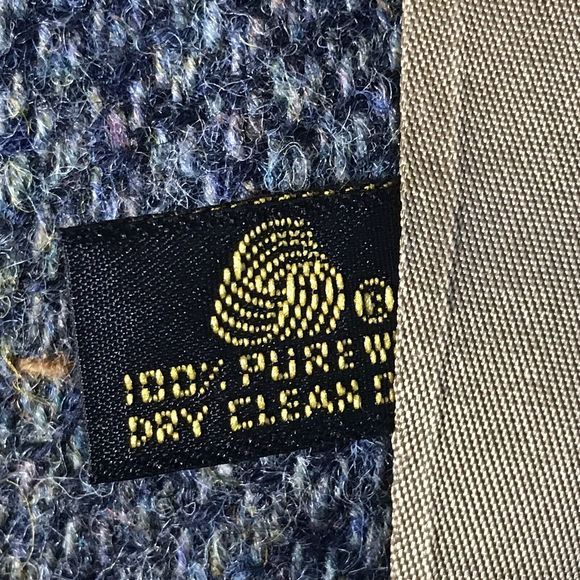 ®
100% PURE W
DRY CLEAN O